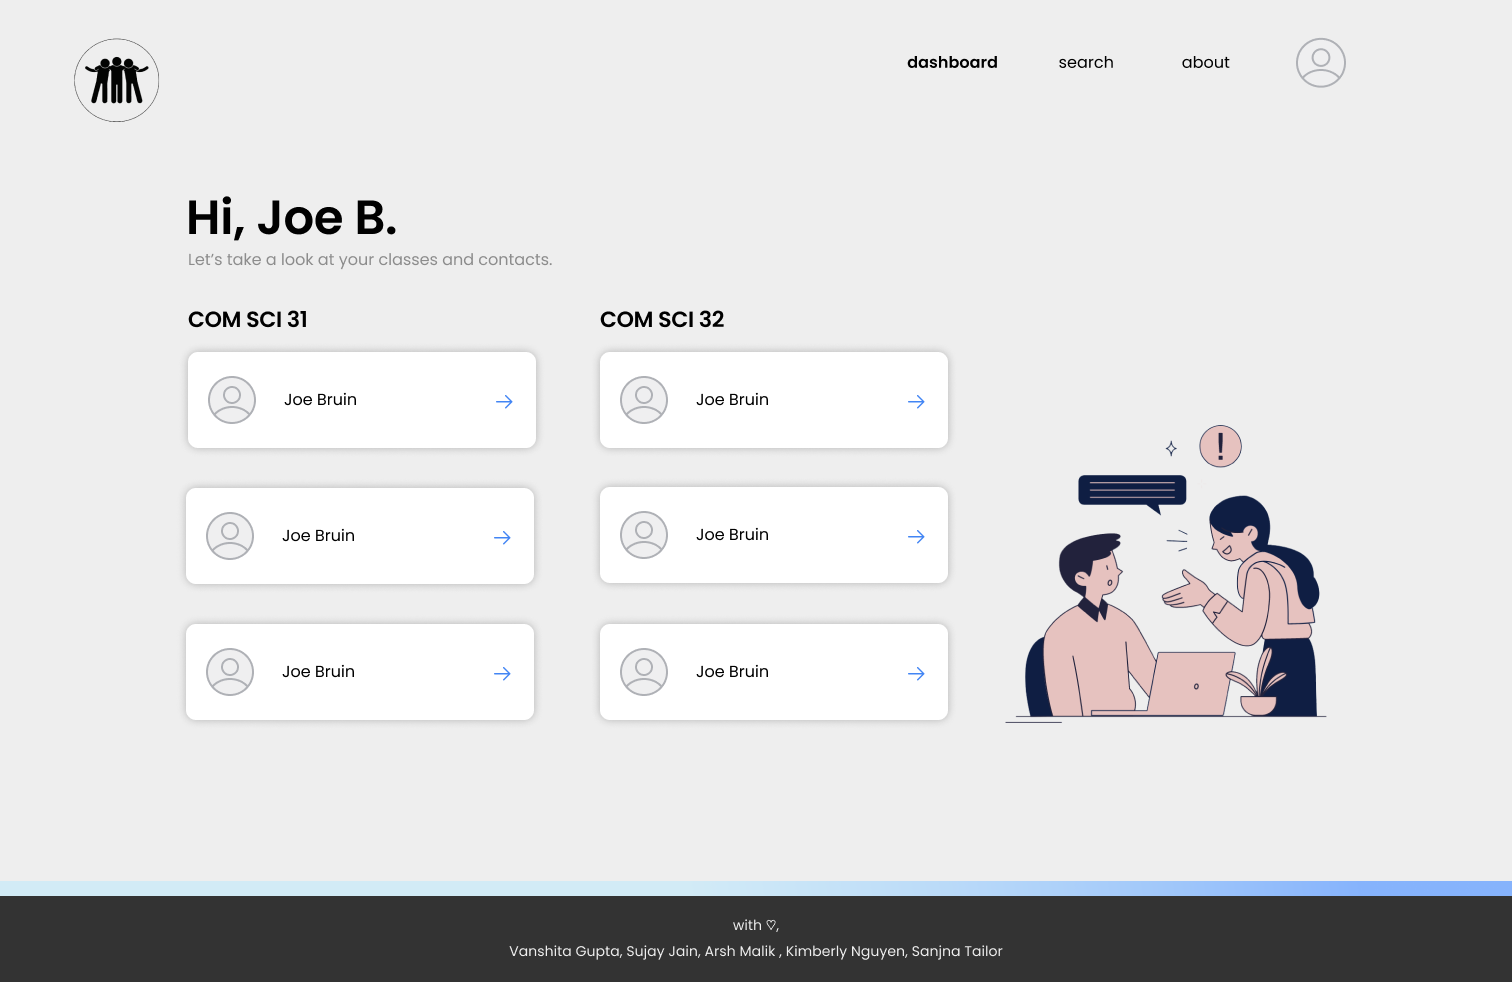 dashboard search about
Hi, Joe B.
Let’s take a look at your classes and contacts.
COM SCI 31
Joe Bruin
Joe Bruin
Joe Bruin
COM SCI 32
Joe Bruin
Joe Bruin
Joe Bruin
!
with ♡,
Vanshita Gupta, Sujay Jain, Arsh Malik , Kimberly Nguyen, Sanjna Tailor